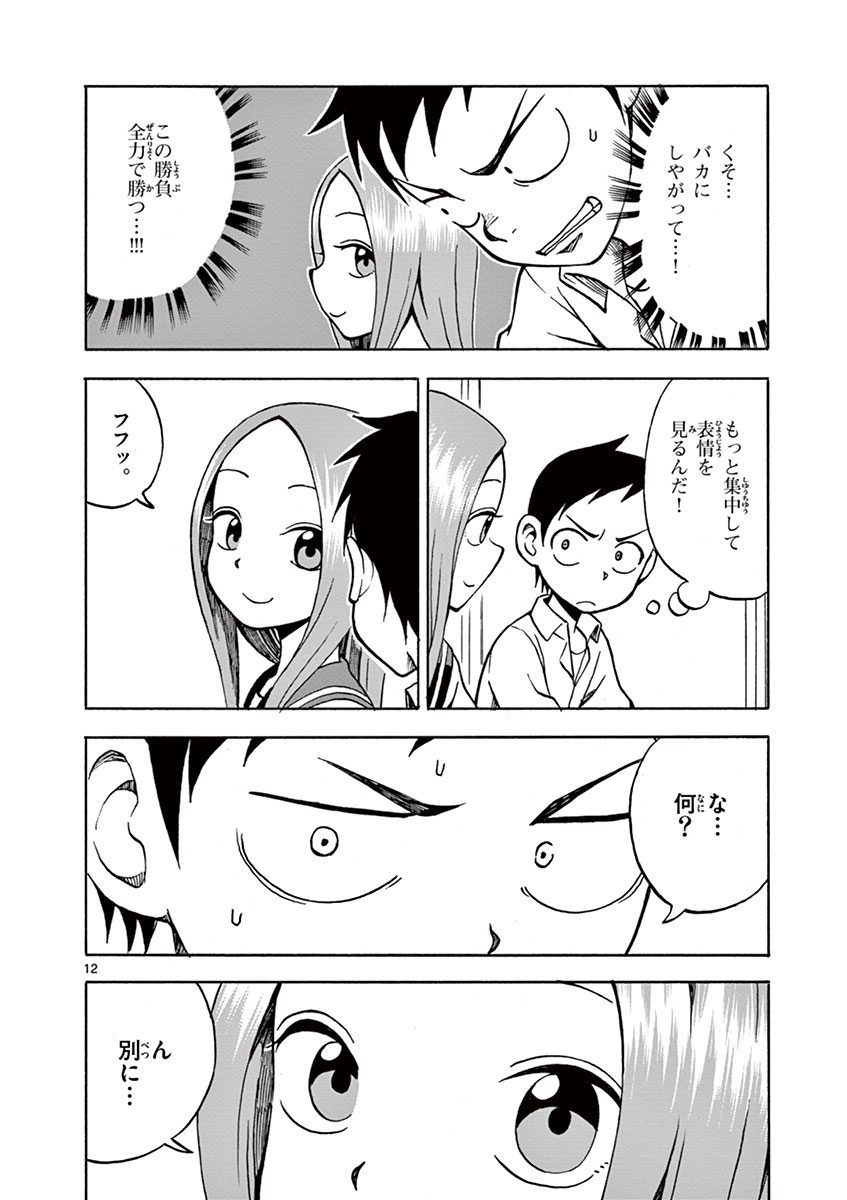 くそ…
バカに
しやがって…!
この勝負
全力で勝つ…!!!
もっと集中して
表情を
見るんだ!
フフッ。
な…
何?
12
ん
別に…